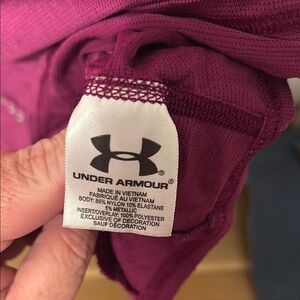 UNDER ARMOUR®
MADE IN VIETNAM
FABRIQUÉ AU VIETNAM
BODY: 85% NYLON 10% ELASTANE
5% METALLIC
INSERT/OVERLAY: 100% POLYESTER
EXCLUSIVE OF DECORATION
SAUF DÉCORATION